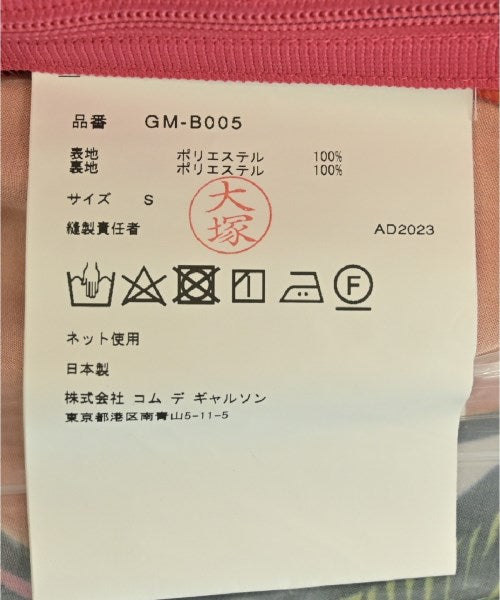 品番 GM-B005
表地 ポリエステル 100%
裏地 ポリエステル 100%
サイズ S
大塚
縫製責任者 AD2023
F
ネット使用
日本製
株式会社 コム デ ギャルソン
東京都港区南青山5-11-5